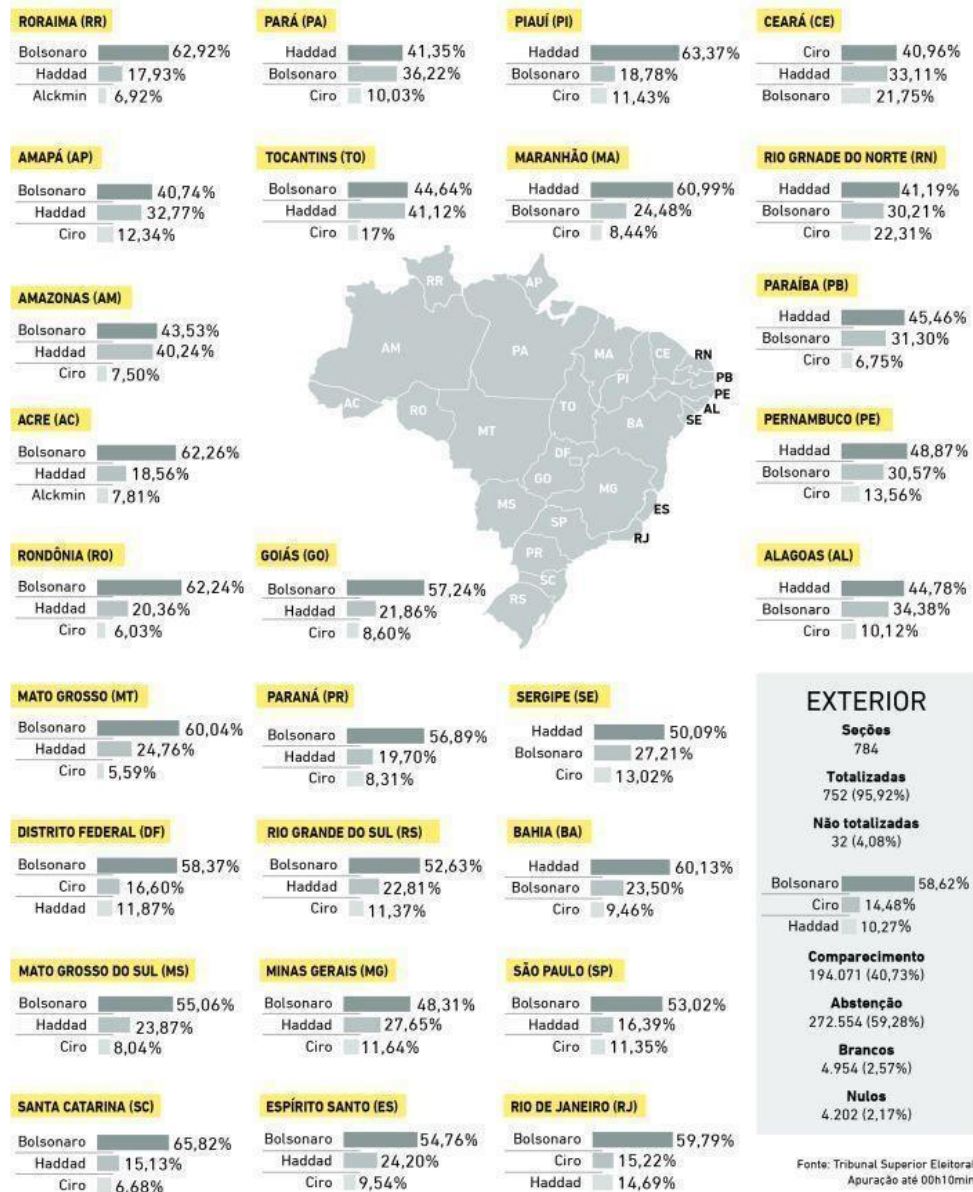 RORAIMA (RR)
Bolsonaro 62,92%
Haddad 17,93%
Alckmin 6,92%
PARÁ (PA)
Haddad 41,35%
Bolsonaro 36,22%
Ciro 10,03%
PIAUÍ (PI)
Haddad 63,37%
Bolsonaro 18,78%
Ciro 11,43%
CEARÁ (CE)
Ciro 40,96%
Haddad 33,11%
Bolsonaro 21,75%
AMAPÁ (AP)
Bolsonaro 40,74%
Haddad 32,77%
Ciro 12,34%
TOCANTINS (TO)
Bolsonaro 44,64%
Haddad 41,12%
Ciro 17%
MARANHÃO (MA)
Haddad 60,99%
Bolsonaro 24,48%
Ciro 8,44%
RIO GRNADE DO NORTE (RN)
Haddad 41,19%
Bolsonaro 30,21%
Ciro 22,31%
AMAZONAS (AM)
Bolsonaro 43,53%
Haddad 40,24%
Ciro 7,50%
PARAÍBA (PB)
Haddad 45,46%
Bolsonaro 31,30%
Ciro 6,75%
ACRE (AC)
Bolsonaro 62,26%
Haddad 18,56%
Alckmin 7,81%
PERNAMBUCO (PE)
Haddad 48,87%
Bolsonaro 30,57%
Ciro 13,56%
RR
AP
AM
PA
MA
CE
RN
PI
PB
PE
AL
SE
AC
RO
TO
BA
MT
DF
GO
MG
MS
ES
SP
RJ
PR
SC
RS
RONDÔNIA (RO)
Bolsonaro 62,24%
Haddad 20,36%
Ciro 6,03%
GOIÁS (GO)
Bolsonaro 57,24%
Haddad 21,86%
Ciro 8,60%
ALAGOAS (AL)
Haddad 44,78%
Bolsonaro 34,38%
Ciro 10,12%
MATO GROSSO (MT)
Bolsonaro 60,04%
Haddad 24,76%
Ciro 5,59%
PARANÁ (PR)
Bolsonaro 56,89%
Haddad 19,70%
Ciro 8,31%
SERGIPE (SE)
Haddad 50,09%
Bolsonaro 27,21%
Ciro 13,02%
DISTRITO FEDERAL (DF)
Bolsonaro 58,37%
Ciro 16,60%
Haddad 11,87%
RIO GRANDE DO SUL (RS)
Bolsonaro 52,63%
Haddad 22,81%
Ciro 11,37%
BAHIA (BA)
Haddad 60,13%
Bolsonaro 23,50%
Ciro 9,46%
MATO GROSSO DO SUL (MS)
Bolsonaro 55,06%
Haddad 23,87%
Ciro 8,04%
MINAS GERAIS (MG)
Bolsonaro 48,31%
Haddad 27,65%
Ciro 11,64%
SÃO PAULO (SP)
Bolsonaro 53,02%
Haddad 16,39%
Ciro 11,35%
SANTA CATARINA (SC)
Bolsonaro 65,82%
Haddad 15,13%
Ciro 6,68%
ESPÍRITO SANTO (ES)
Bolsonaro 54,76%
Haddad 24,20%
Ciro 9,54%
RIO DE JANEIRO (RJ)
Bolsonaro 59,79%
Ciro 15,22%
Haddad 14,69%
EXTERIOR
Seções
784
Totalizadas
752 (95,92%)
Não totalizadas
32 (4,08%)
Bolsonaro 58,62%
Ciro 14,48%
Haddad 10,27%
Comparecimento
194.071 (40,73%)
Abstenção
272.554 (59,28%)
Brancos
4.954 (2,57%)
Nulos
4.202 (2,17%)
Fonte: Tribunal Superior Eleitoral
Apuração até 00h10min